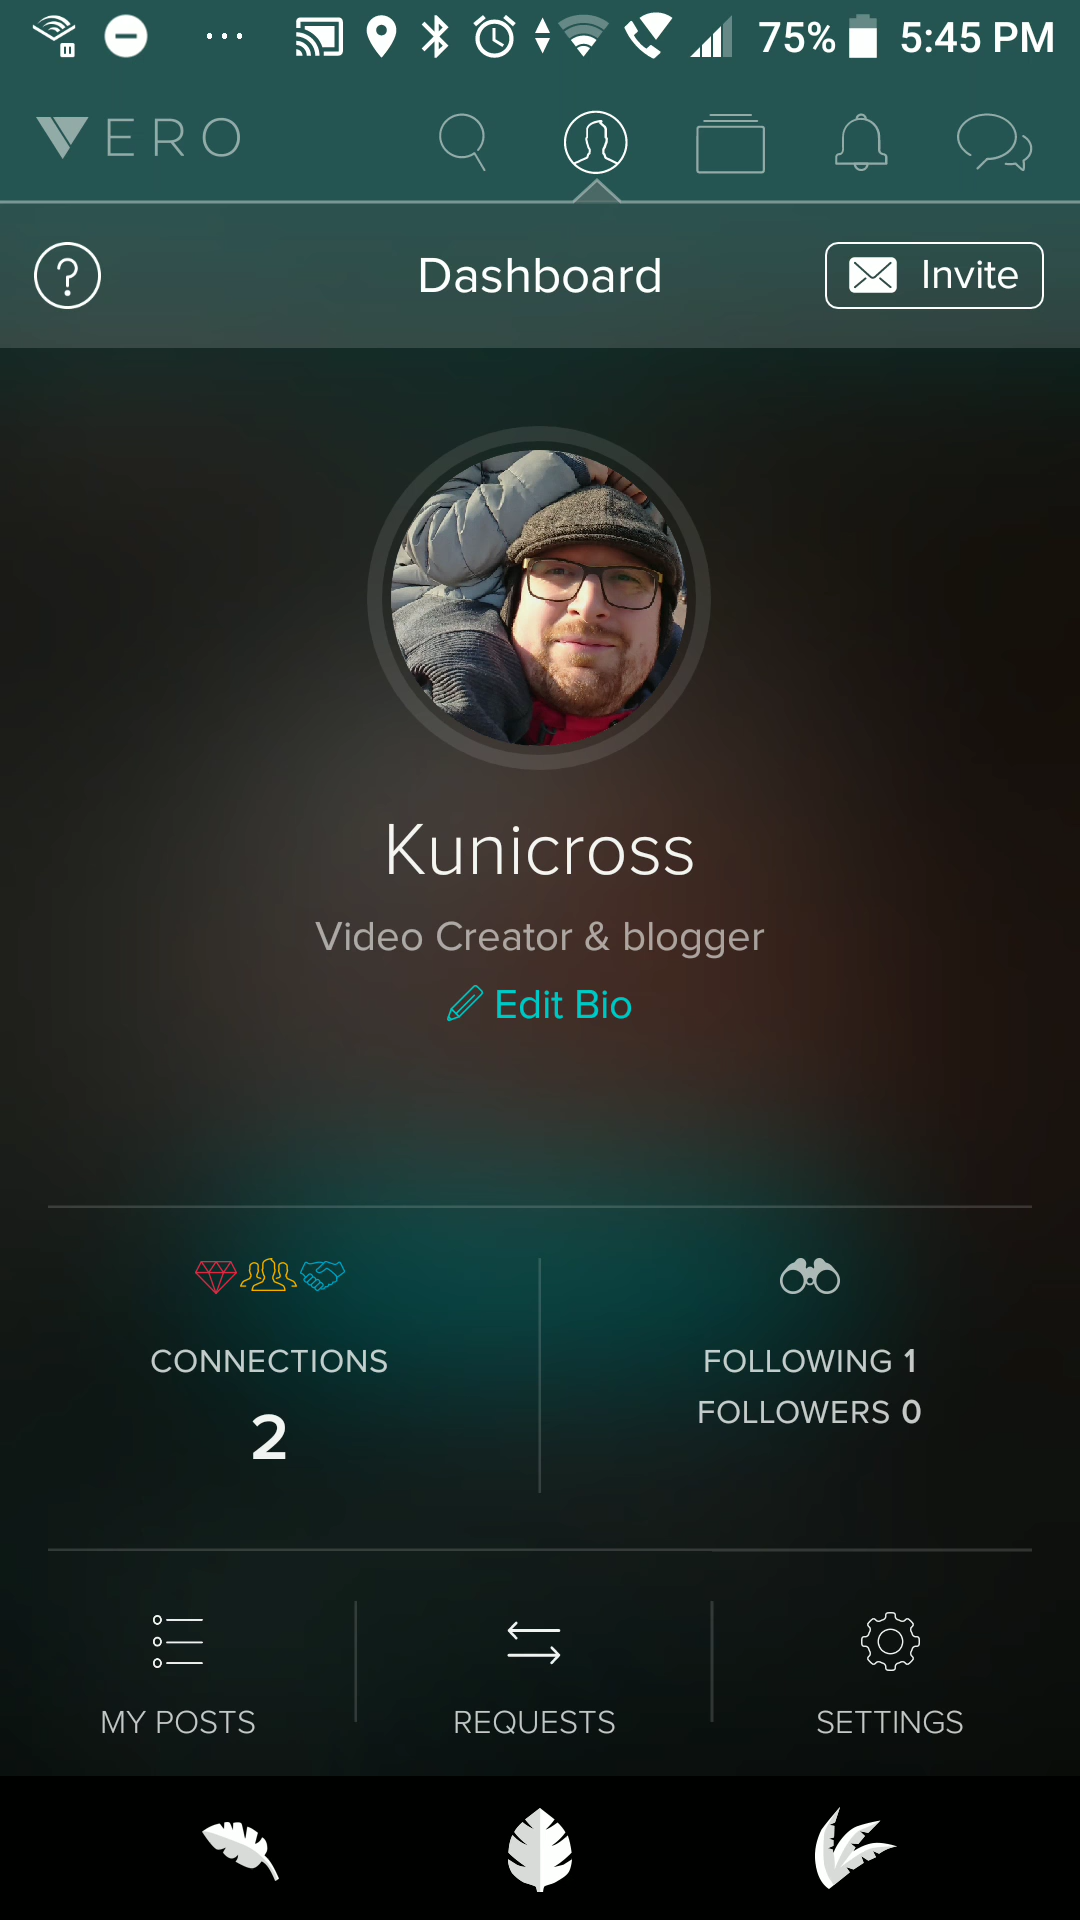 75% 5:45 PM
VERO
? Dashboard Invite
Kunicross
Video Creator & blogger
Edit Bio
CONNECTIONS
2
FOLLOWING 1
FOLLOWERS 0
MY POSTS REQUESTS SETTINGS